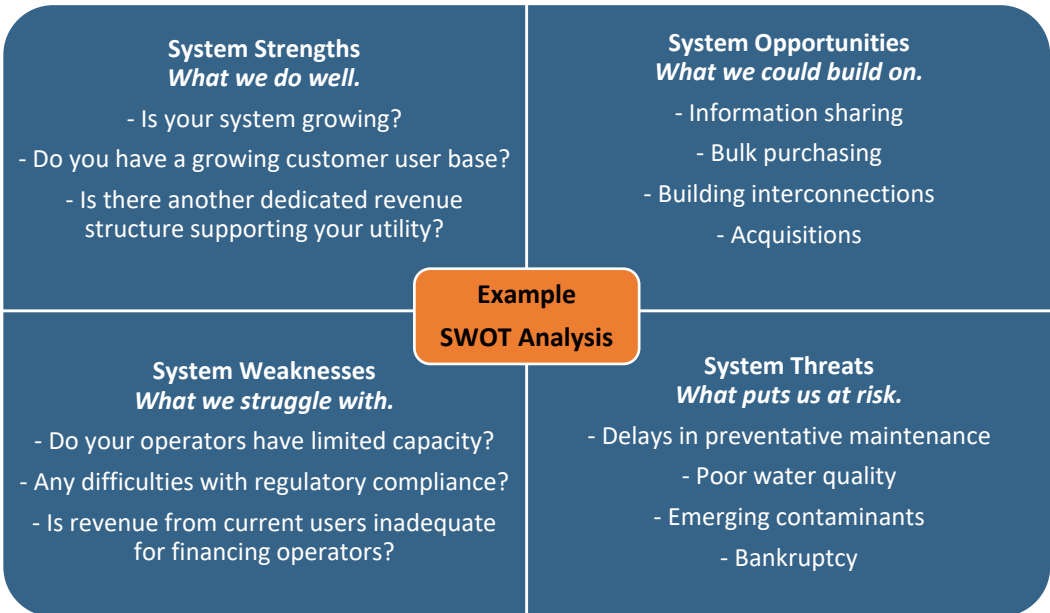 System Strengths
What we do well.
- Is your system growing?
- Do you have a growing customer user base?
- Is there another dedicated revenue
structure supporting your utility?
System Opportunities
What we could build on.
- Information sharing
- Bulk purchasing
- Building interconnections
- Acquisitions
Example
SWOT Analysis
System Weaknesses
What we struggle with.
- Do your operators have limited capacity?
- Any difficulties with regulatory compliance?
- Is revenue from current users inadequate
for financing operators?
System Threats
What puts us at risk.
- Delays in preventative maintenance
- Poor water quality
- Emerging contaminants
- Bankruptcy